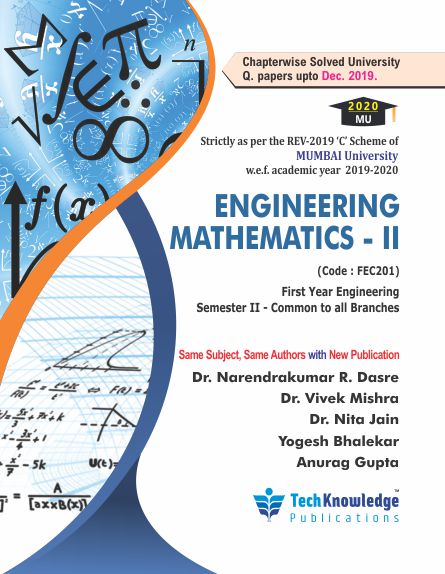 Chapterwise Solved University
Q. papers upto Dec. 2019.
2020
MU
Strictly as per the REV-2019 'C' Scheme of
MUMBAI University
w.e.f. academic year 2019-2020
ENGINEERING
MATHEMATICS - II
(Code : FEC201)
First Year Engineering
Semester II - Common to all Branches
Same Subject, Same Authors with New Publication
Dr. Narendrakumar R. Dasre
Dr. Vivek Mishra
Dr. Nita Jain
Yogesh Bhalekar
Anurag Gupta
TechKnowledge™
Publications
n
f(x)
F(R) =
- 5K
U(t)=
A
[axxB(x)]